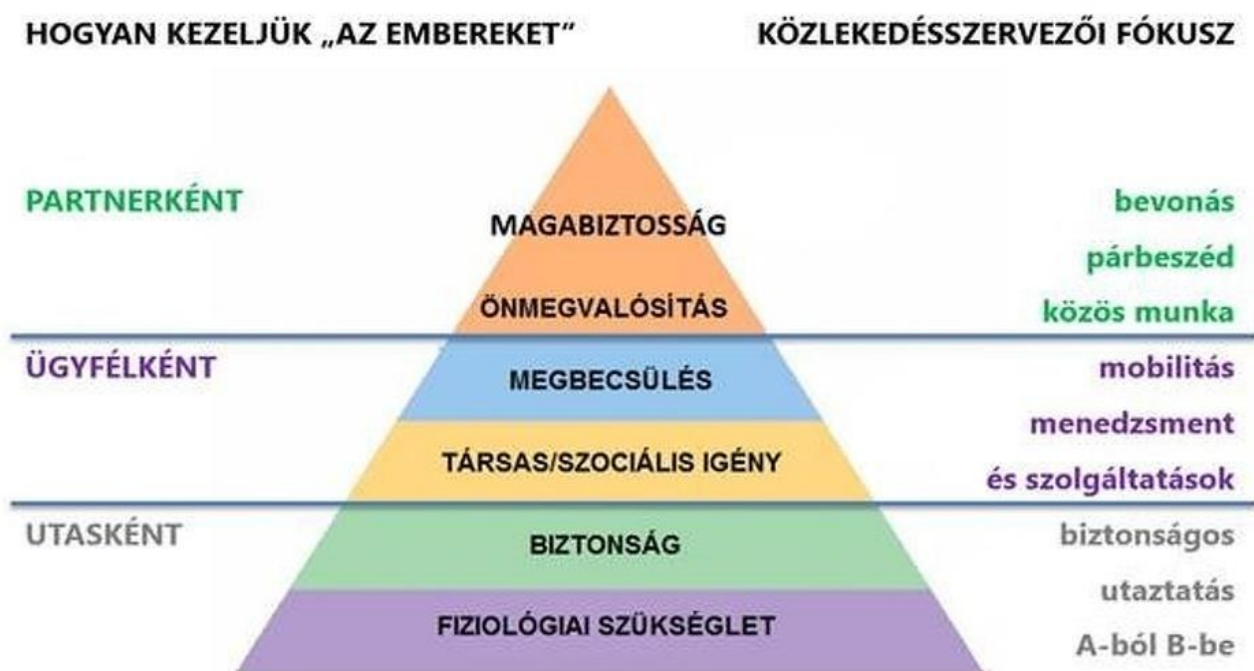 HOGYAN KEZELJÜK „AZ EMBEREKET”
KÖZLEKEDÉSSZERVEZŐI FÓKUSZ
PARTNERKÉNT
MAGABIZTOSSÁG
ÖNMEGVALÓSÍTÁS
bevonás
párbeszéd
közös munka
ÜGYFÉLKÉNT
MEGBECSÜLÉS
TÁRSAS/SZOCIÁLIS IGÉNY
mobilitás
menedzsment
és szolgáltatások
UTASKÉNT
BIZTONSÁG
FIZIOLÓGIAI SZÜKSÉGLET
biztonságos
utaztatás
A-ból B-be